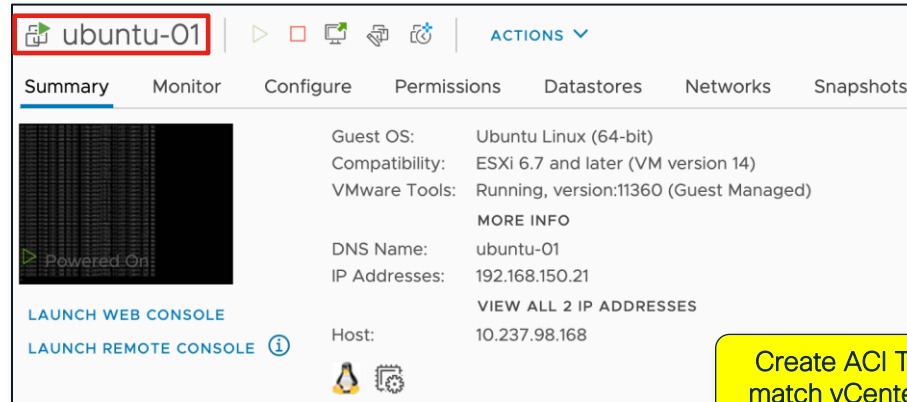 ubuntu-01 ACTIONS
Summary Monitor Configure Permissions Datastores Networks Snapshots
Guest OS: Ubuntu Linux (64-bit)
Compatibility: ESXi 6.7 and later (VM version 14)
VMware Tools: Running, version:11360 (Guest Managed)
MORE INFO
Powered On
DNS Name: ubuntu-01
IP Addresses: 192.168.150.21
VIEW ALL 2 IP ADDRESSES
LAUNCH WEB CONSOLE
Host: 10.237.98.168
LAUNCH REMOTE CONSOLE
Create ACI T
match vCente